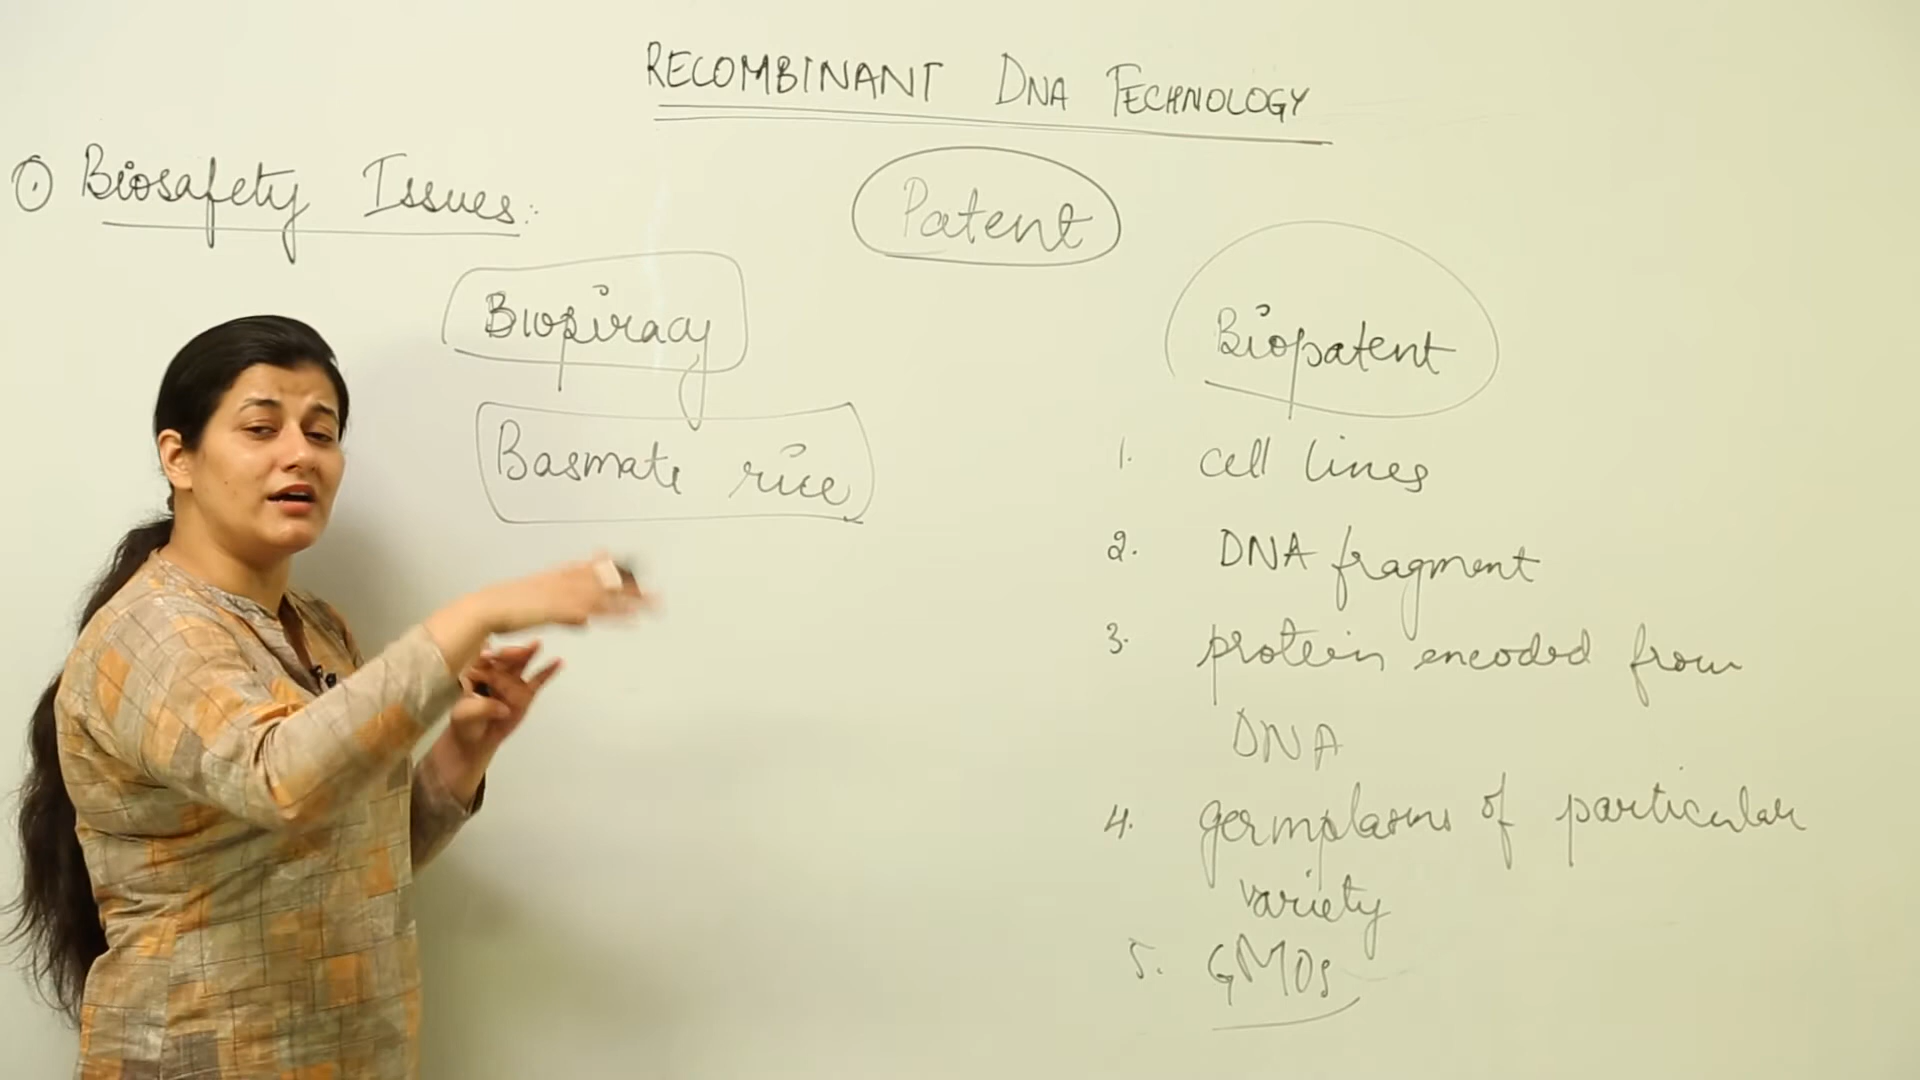 RECOMBINANT DNA TECHNOLOGY
① Biosafety Issues:
Patent
Biopiracy
Basmate rice
Biopatent
1. cell lines
2. DNA fragment
3. protein encoded from
DNA
4. germplasms of particular
variety
5. GMOs